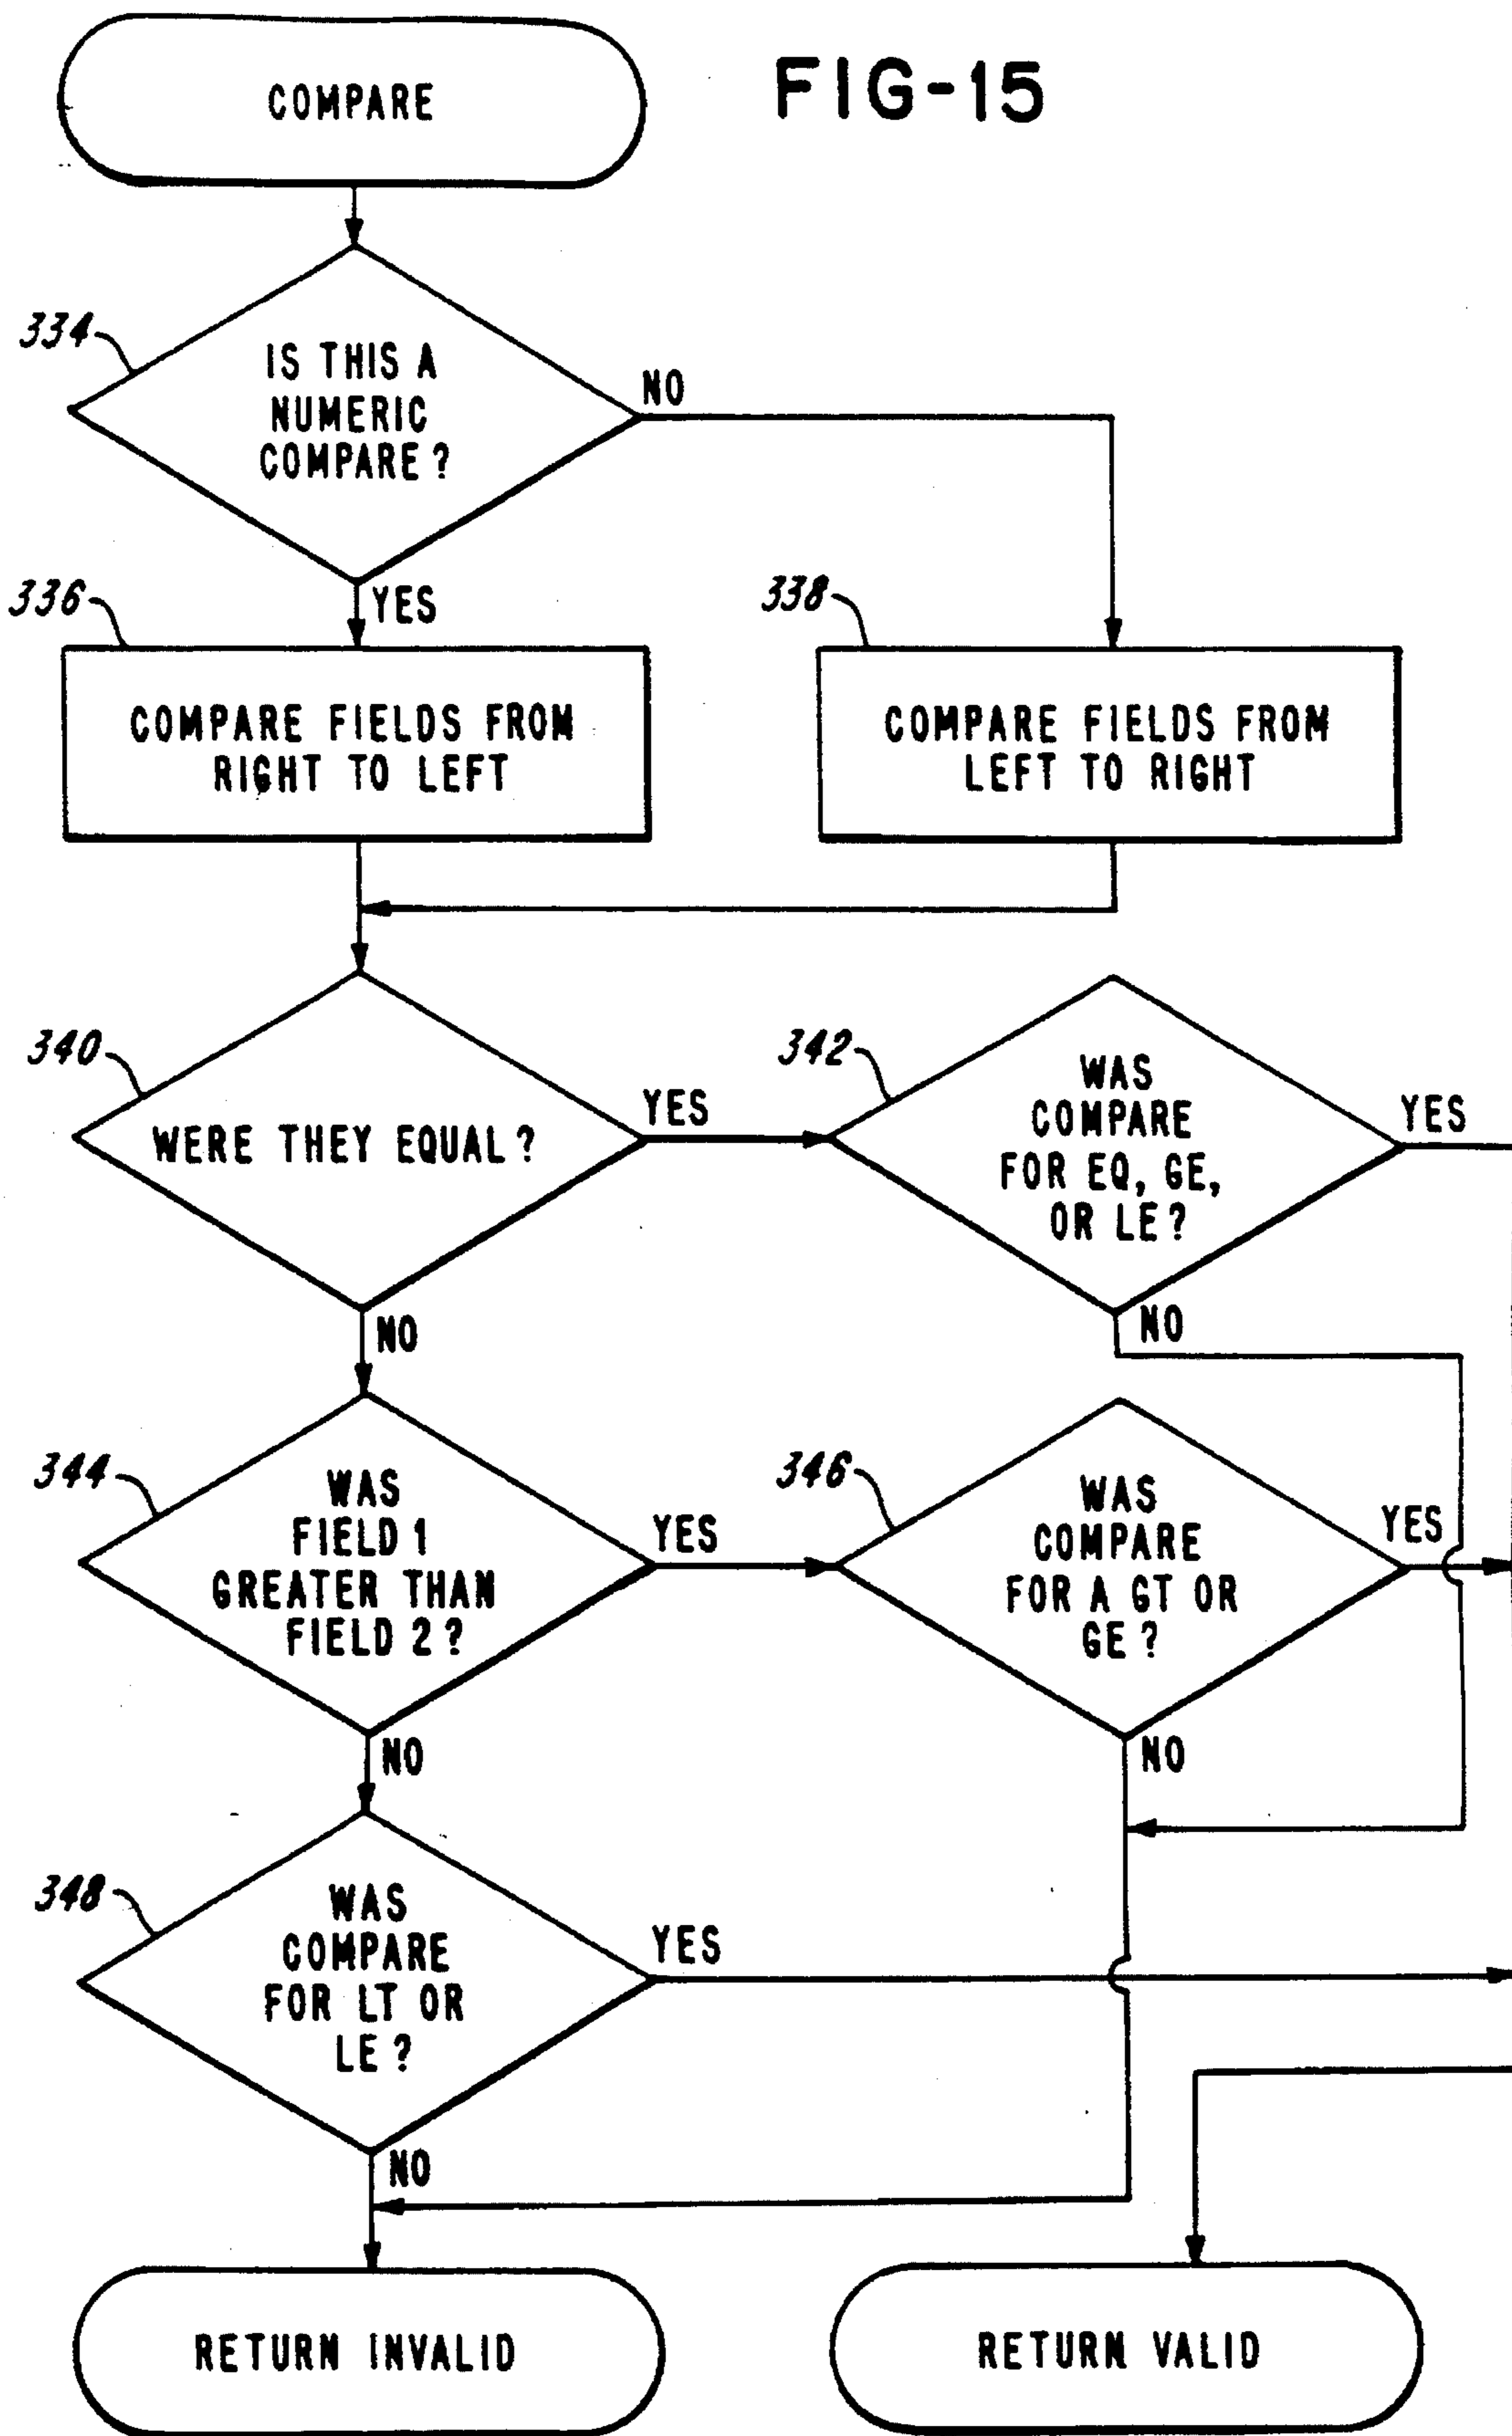 COMPARE
FIG-15
334
IS THIS A
NUMERIC
COMPARE?
NO
YES
336
COMPARE FIELDS FROM
RIGHT TO LEFT
338
COMPARE FIELDS FROM
LEFT TO RIGHT
340
WERE THEY EQUAL?
YES
NO
342
WAS
COMPARE
FOR EQ, GE,
OR LE?
YES
NO
344
WAS
FIELD 1
GREATER THAN
FIELD 2?
YES
NO
346
WAS
COMPARE
FOR A GT OR
GE?
YES
NO
348
WAS
COMPARE
FOR LT OR
LE?
YES
NO
RETURN INVALID
RETURN VALID